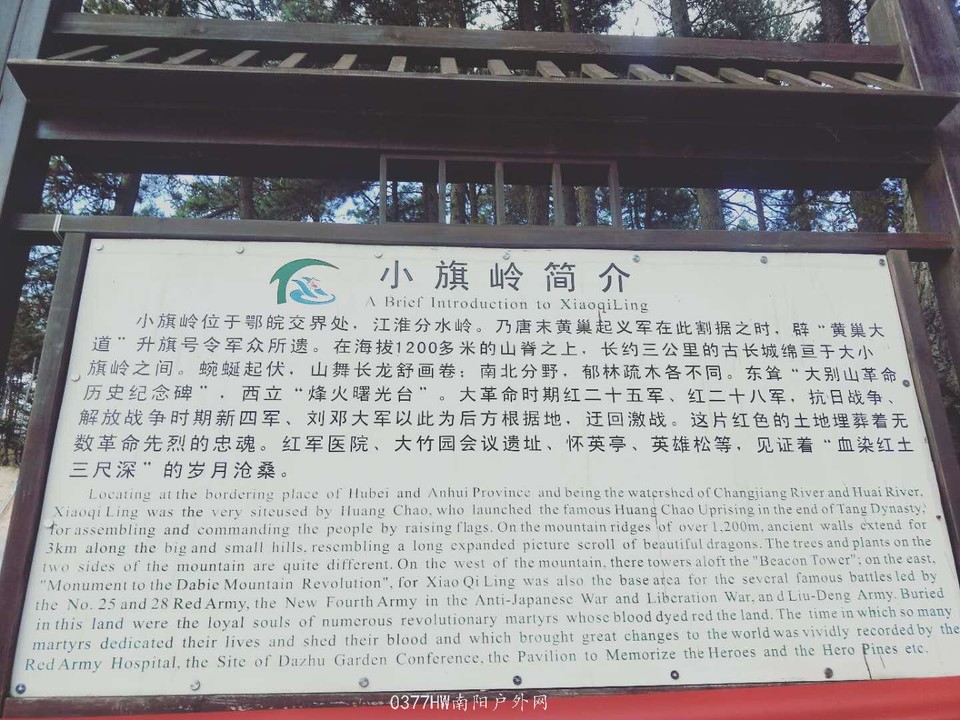 小旗岭简介
A Brief Introduction to XiaoqiLing
小旗岭位于鄂皖交界处，江淮分水岭。乃唐末黄巢起义军在此割据之时，辟“黄巢大
道”升旗号令军众所遗。在海拔1200多米的山脊之上，长约三公里的古长城绵亘于大小
旗岭之间。蜿蜒起伏，山舞长龙舒画卷；南北分野，郁林疏木各不同。东耸“大别山革命
历史纪念碑”，西立“烽火曙光台”。大革命时期红二十五军、红二十八军，抗日战争、
解放战争时期新四军、刘邓大军以此为后方根据地，迂回激战。这片红色的土地埋葬着无
数革命先烈的忠魂。红军医院、大竹园会议遗址、怀英亭、英雄松等，见证着“血染红土
三尺深”的岁月沧桑。
Locating at the bordering place of Hubei and Anhui Province and being the watershed of Changjiang River and Huai River,
Xiaoqi Ling was the very siteused by Huang Chao, who launched the famous Huang Chao Uprising in the end of Tang Dynasty,
for assembling and commanding the people by raising flags. On the mountain ridges of over 1,200m, ancient walls extend for
3km along the big and small hills, resembling a long expanded picture scroll of beautiful dragons. The trees and plants on the
two sides of the mountain are quite different. On the west of the mountain, there towers aloft the "Beacon Tower"; on the east,
"Monument to the Dabie Mountain Revolution", for Xiao Qi Ling was also the base area for the several famous battles led by
the No. 25 and 28 Red Army, the New Fourth Army in the Anti-Japanese War and Liberation War, and Liu-Deng Army. Buried
in this land were the loyal souls of numerous revolutionary martyrs whose blood dyed red the land. The time in which so many
martyrs dedicated their lives and shed their blood and which brought great changes to the world was vividly recorded by the
Red Army Hospital, the Site of Dazhu Garden Conference, the Pavilion to Memorize the Heroes and the Hero Pines etc.
0377HW南阳户外网